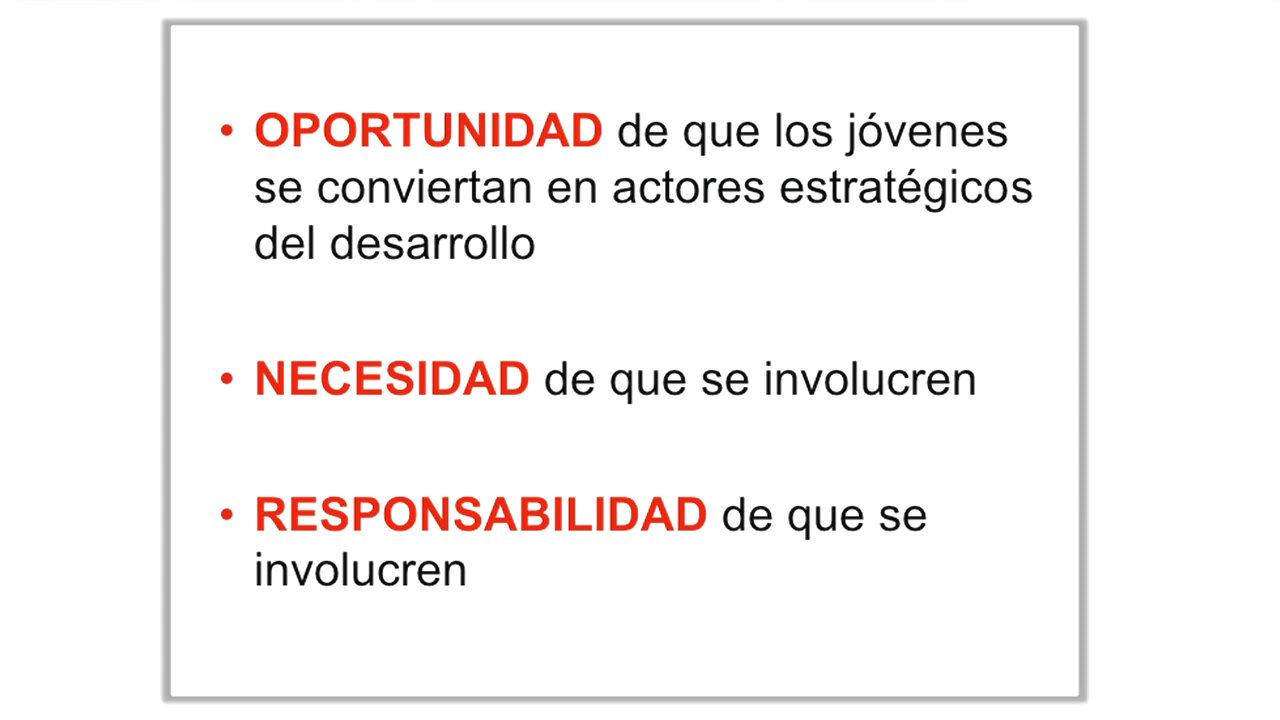 • OPORTUNIDAD de que los jóvenes
se conviertan en actores estratégicos
del desarrollo
• NECESIDAD de que se involucren
• RESPONSABILIDAD de que se
involucren